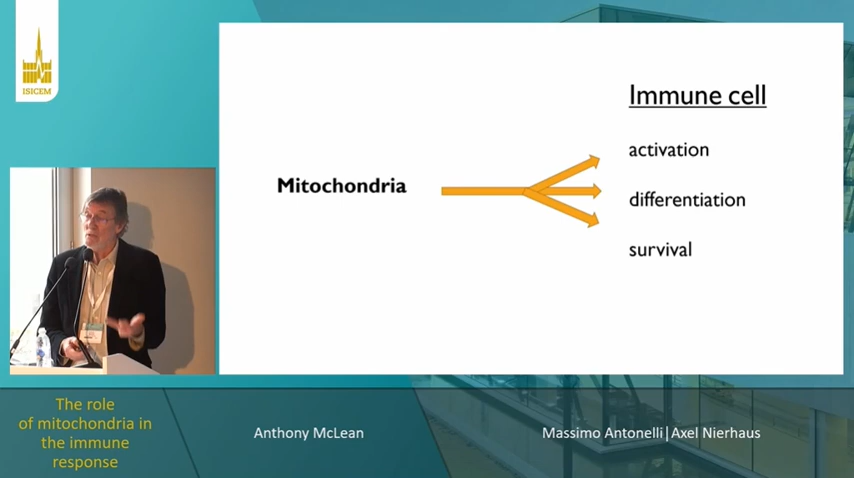 ISICEM
Immune cell
activation
Mitochondria
differentiation
survival
The role
of mitochondria in
the immune
response
Anthony McLean
Massimo Antonelli|Axel Nierhaus